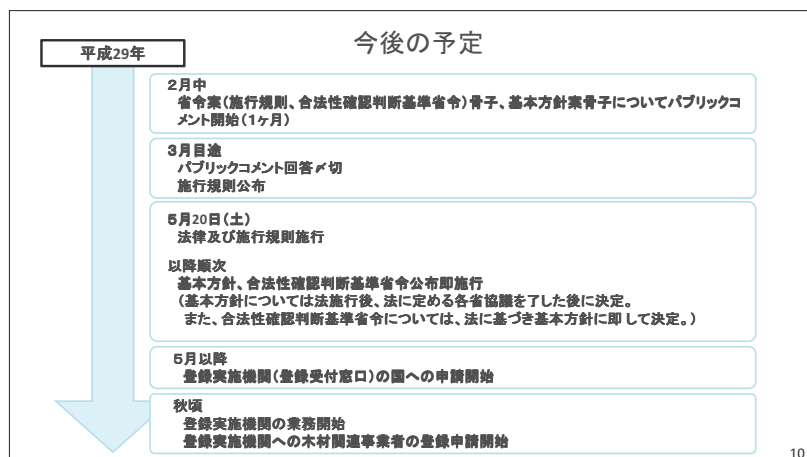 今後の予定
平成29年
2月中
省令案(施行規則、合法性確認判断基準省令)骨子、基本方針案骨子についてパブリックコ
メント開始(1ヶ月)
3月目途
パブリックコメント回答〆切
施行規則公布
5月20日(土)
法律及び施行規則施行
以降順次
基本方針、合法性確認判断基準省令公布即施行
(基本方針については法施行後、法に定める各省協議を了した後に決定。
また、合法性確認判断基準省令については、法に基づき基本方針に即して決定。)
5月以降
登録実施機関(登録受付窓口)の国への申請開始
秋頃
登録実施機関の業務開始
登録実施機関への木材関連事業者の登録申請開始
10